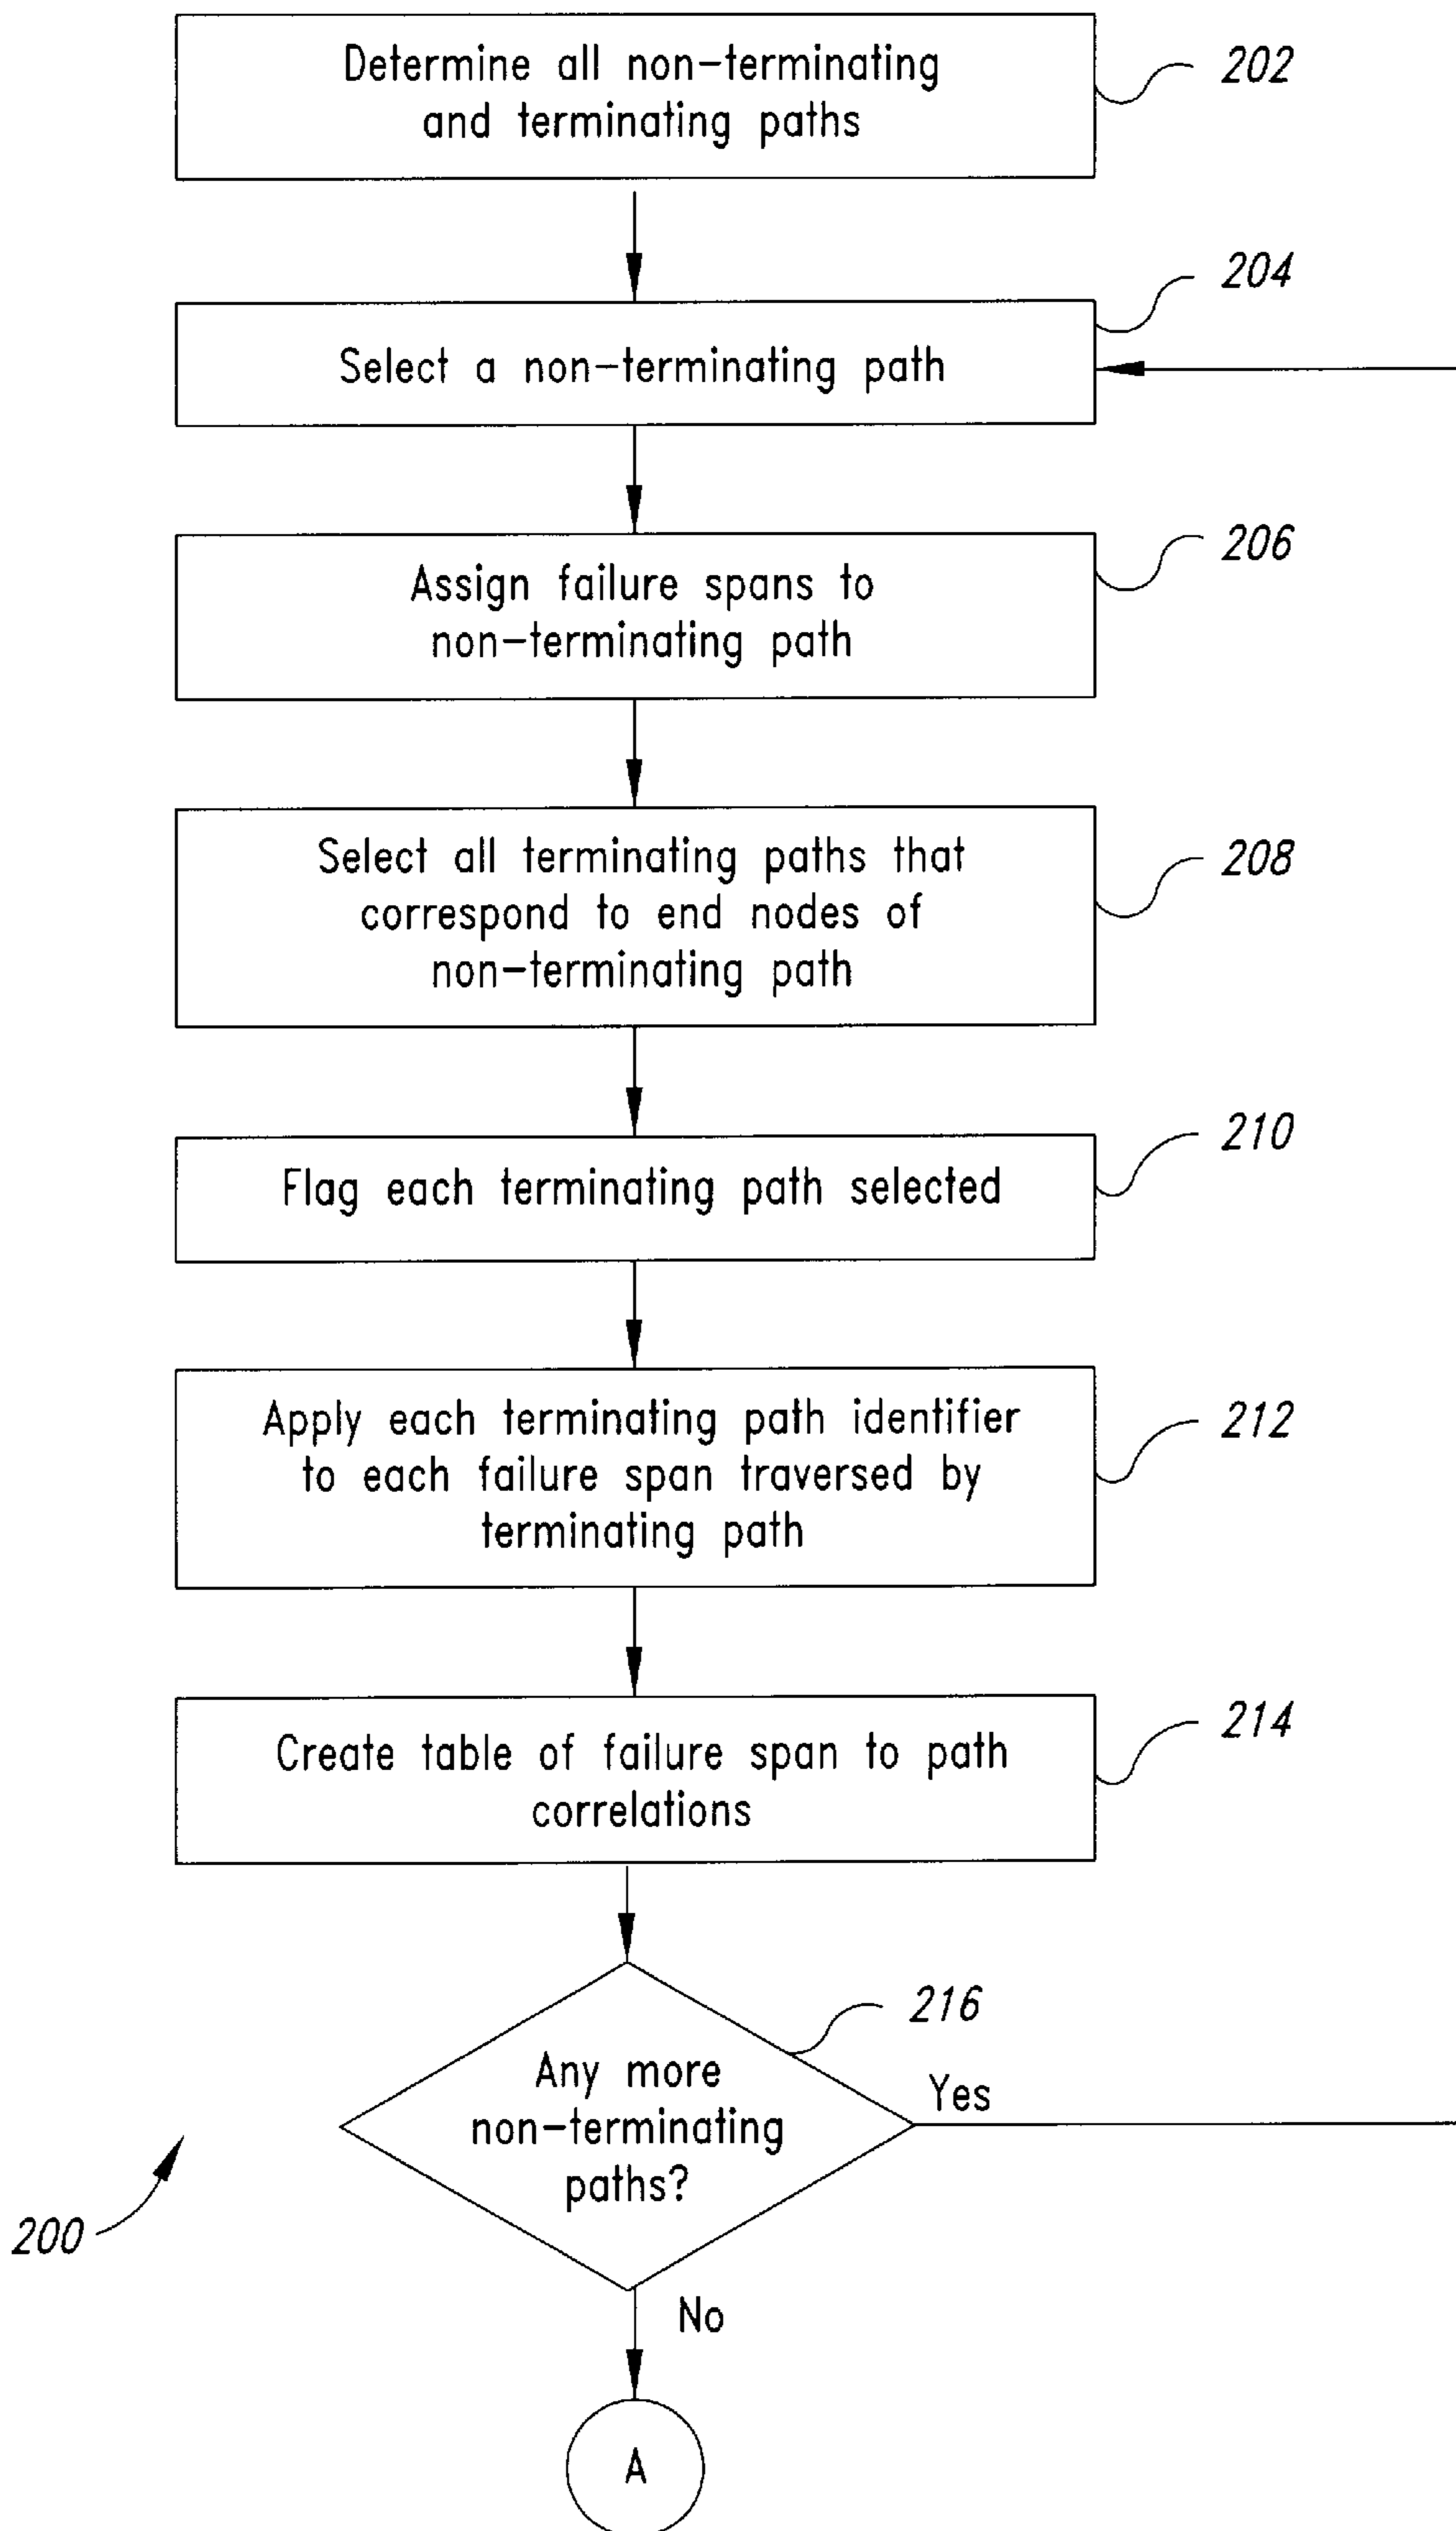 Determine all non-terminating
and terminating paths
202
204
Select a non-terminating path
206
Assign failure spans to
non-terminating path
Select all terminating paths that
correspond to end nodes of
non-terminating path
208
210
Flag each terminating path selected
Apply each terminating path identifier
to each failure span traversed by
terminating path
212
214
Create table of failure span to path
correlations
216
Any more
non-terminating
paths?
Yes
200
No
A